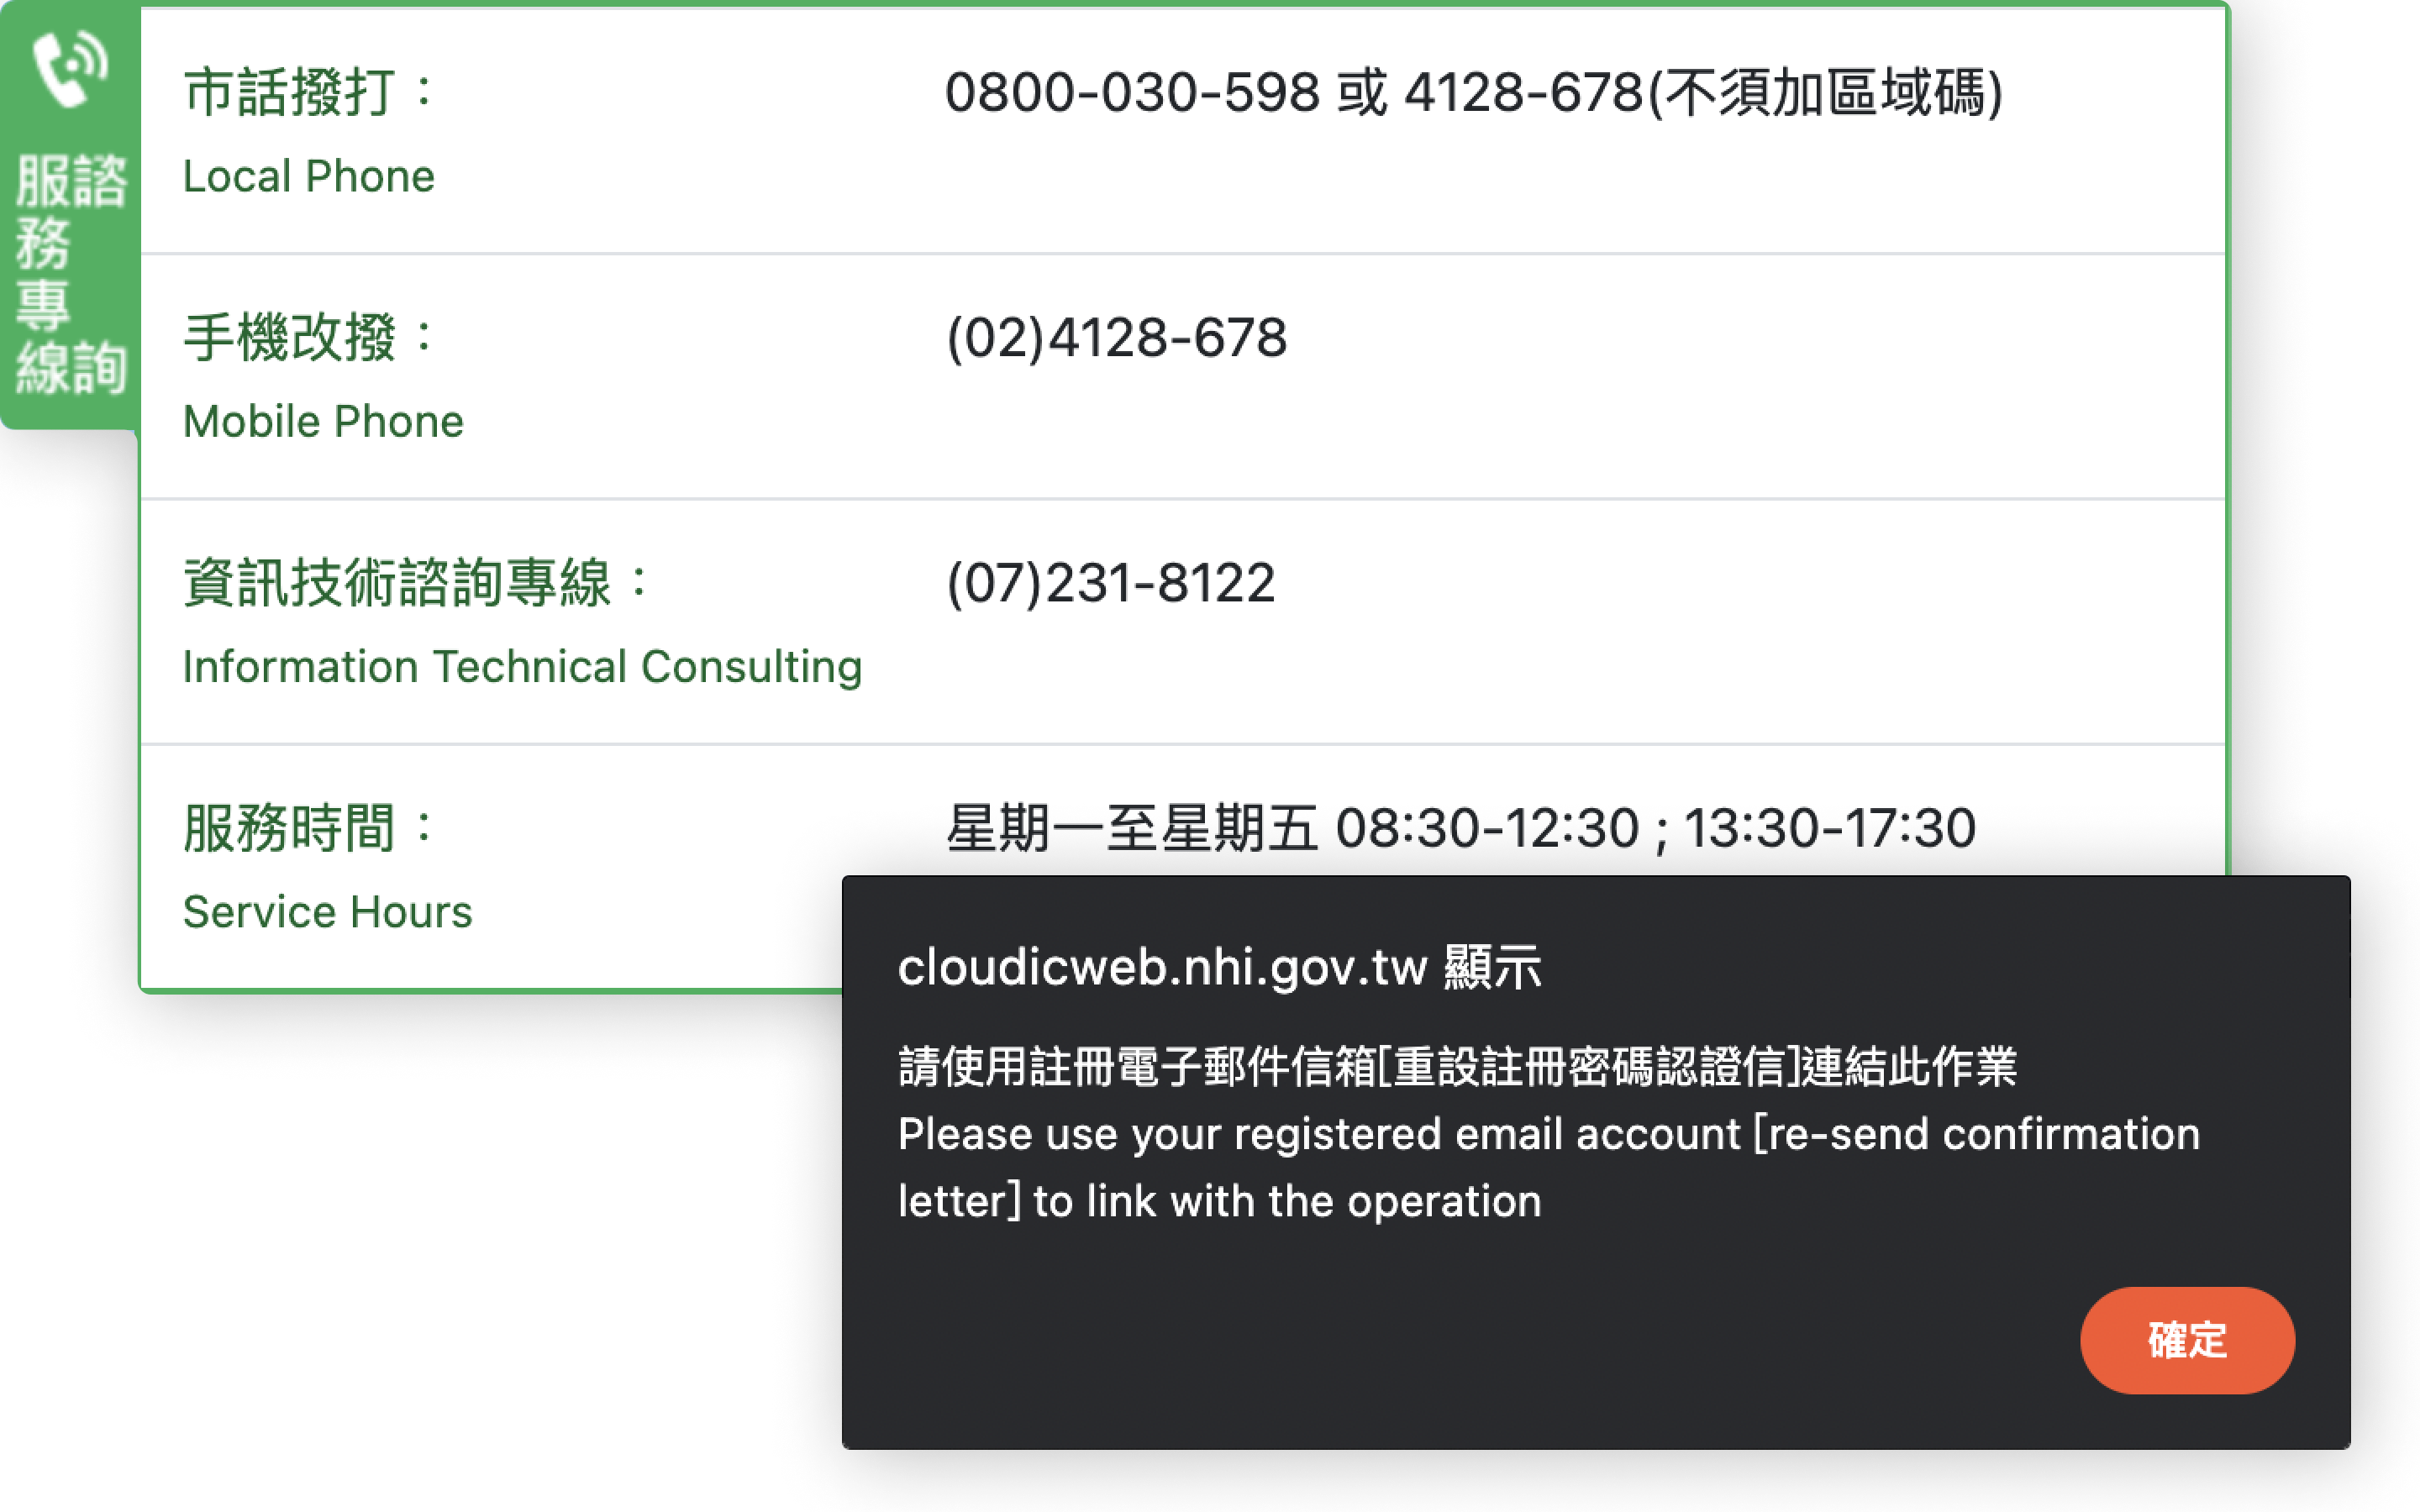 服諮
務
專
線詢
市話撥打： 0800-030-598 或 4128-678(不須加區域碼)
Local Phone
手機改撥： (02)4128-678
Mobile Phone
資訊技術諮詢專線： (07)231-8122
Information Technical Consulting
服務時間： 星期一至星期五 08:30-12:30 ; 13:30-17:30
Service Hours
cloudicweb.nhi.gov.tw 顯示
請使用註冊電子郵件信箱[重設註冊密碼認證信]連結此作業
Please use your registered email account [re-send confirmation
letter] to link with the operation
確定